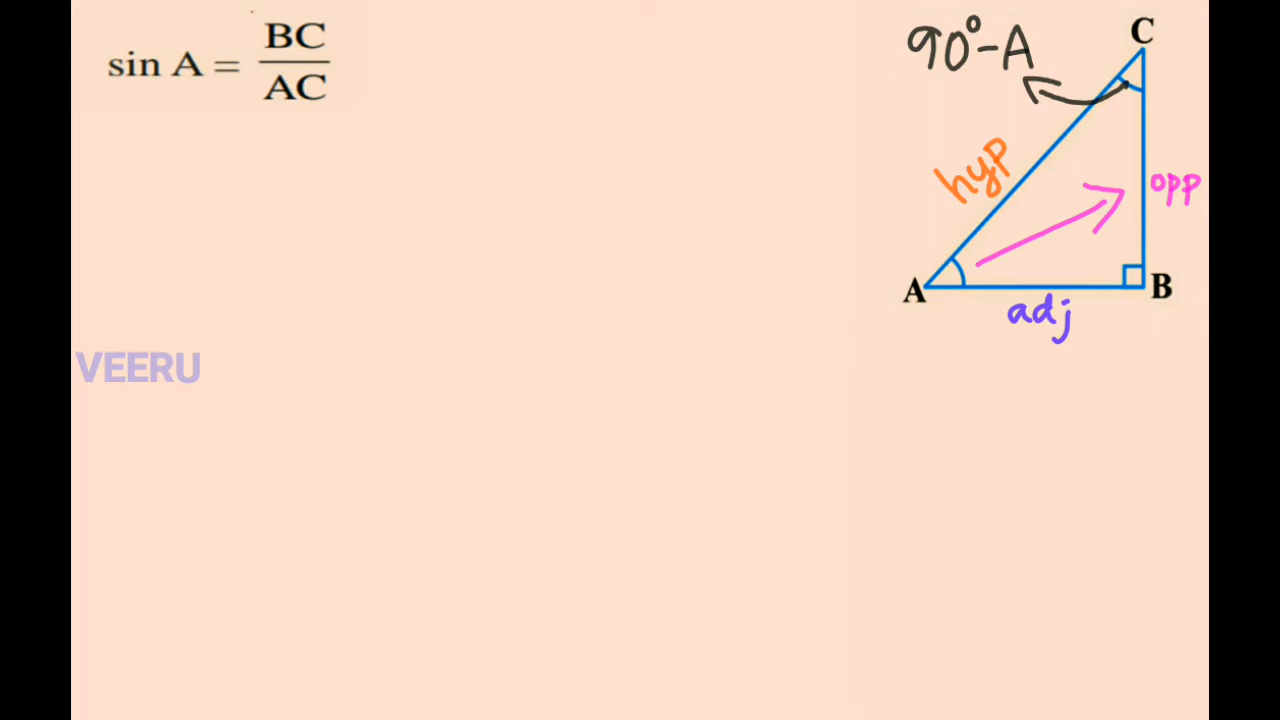 sin A = BC/AC
90° - A
C
hyp
opp
A
B
adj
VEERU